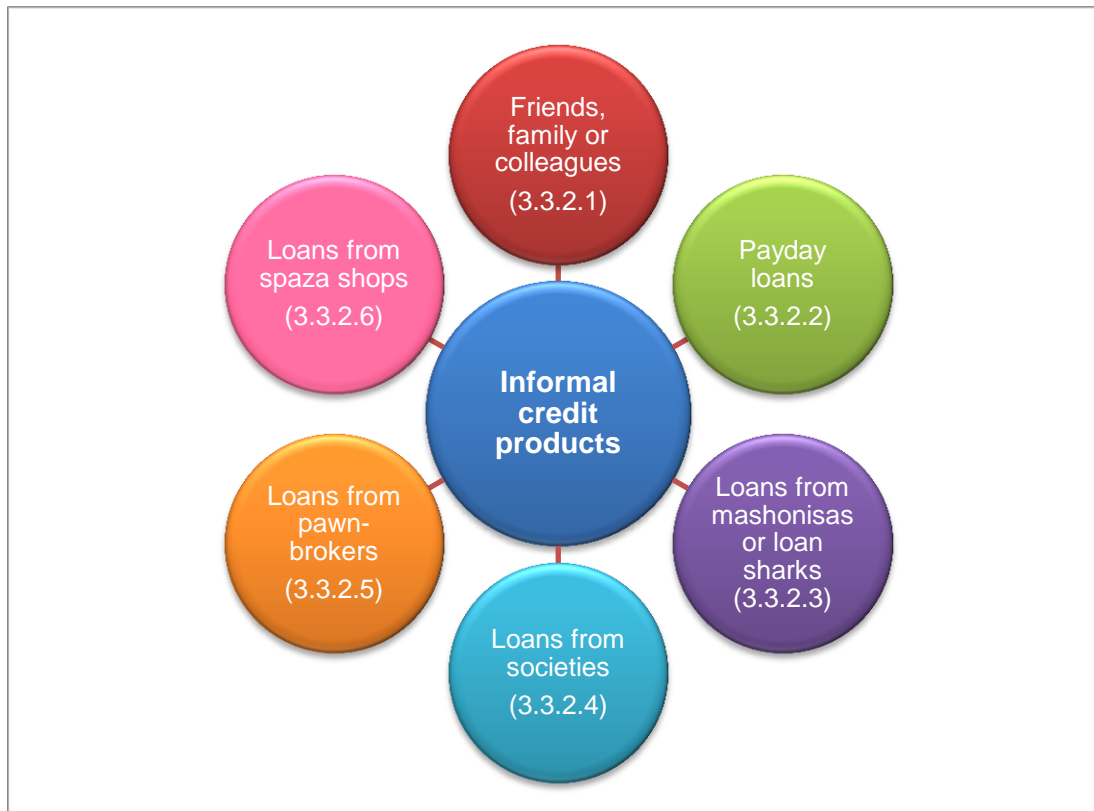 Friends,
family or
colleagues
(3.3.2.1)
Payday
loans
(3.3.2.2)
Loans from
mashonisas
or loan
sharks
(3.3.2.3)
Loans from
societies
(3.3.2.4)
Loans from
pawn-
brokers
(3.3.2.5)
Loans from
spaza shops
(3.3.2.6)
Informal
credit
products